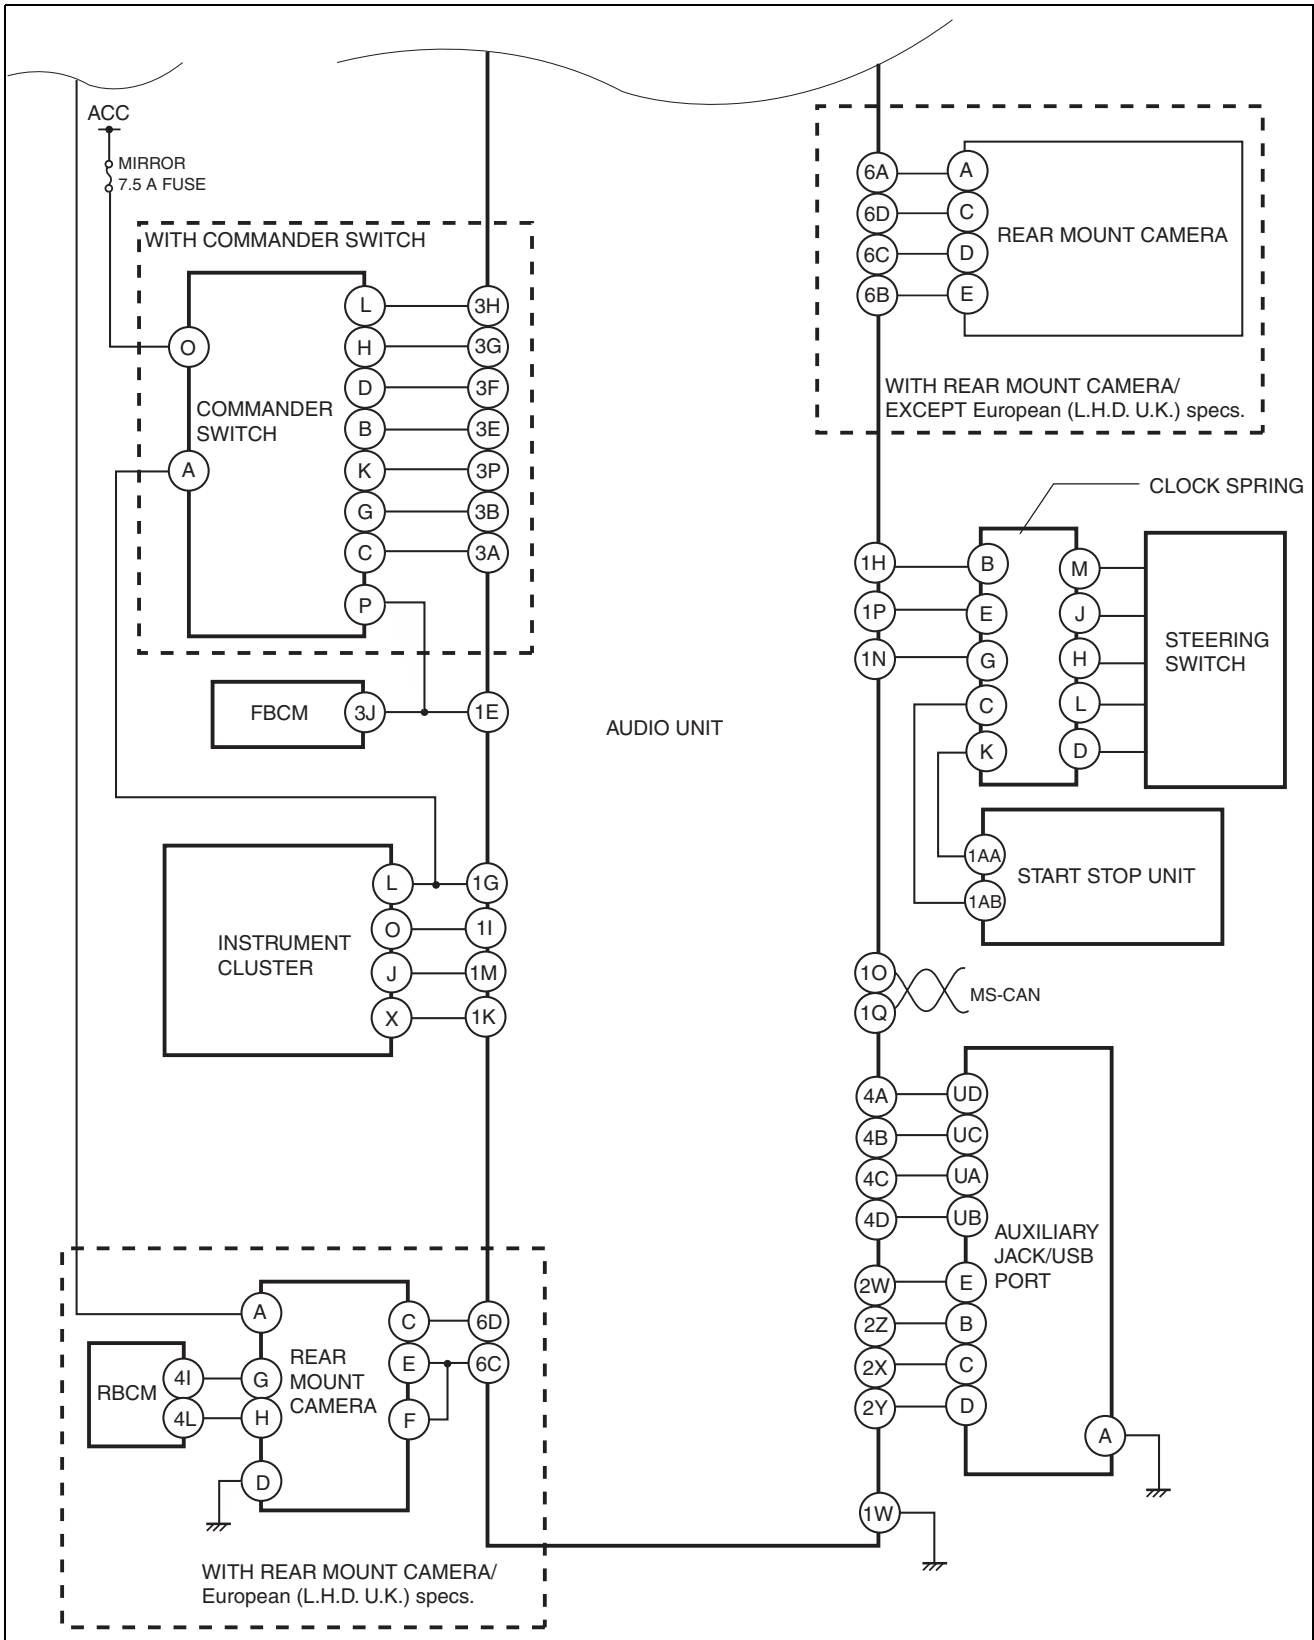 ACC
MIRROR
7.5 A FUSE
WITH COMMANDER SWITCH
O
A
COMMANDER
SWITCH
L 3H
H 3G
D 3F
B 3E
K 3P
G 3B
C 3A
P
FBCM 3J 1E
INSTRUMENT
CLUSTER
L 1G
O 1I
J 1M
X 1K
A
RBCM
4I G
4L H
D
REAR
MOUNT
CAMERA
C 6D
E 6C
F
WITH REAR MOUNT CAMERA/
European (L.H.D. U.K.) specs.
AUDIO UNIT
6A A
6D C
6C D
6B E
REAR MOUNT CAMERA
WITH REAR MOUNT CAMERA/
EXCEPT European (L.H.D. U.K.) specs.
CLOCK SPRING
1H B M
1P E J
1N G H
C L
K D
STEERING
SWITCH
1AA
1AB
START STOP UNIT
1O
1Q
MS-CAN
4A UD
4B UC
4C UA
4D UB
2W E
2Z B
2X C
2Y D
AUXILIARY
JACK/USB
PORT
A
1W